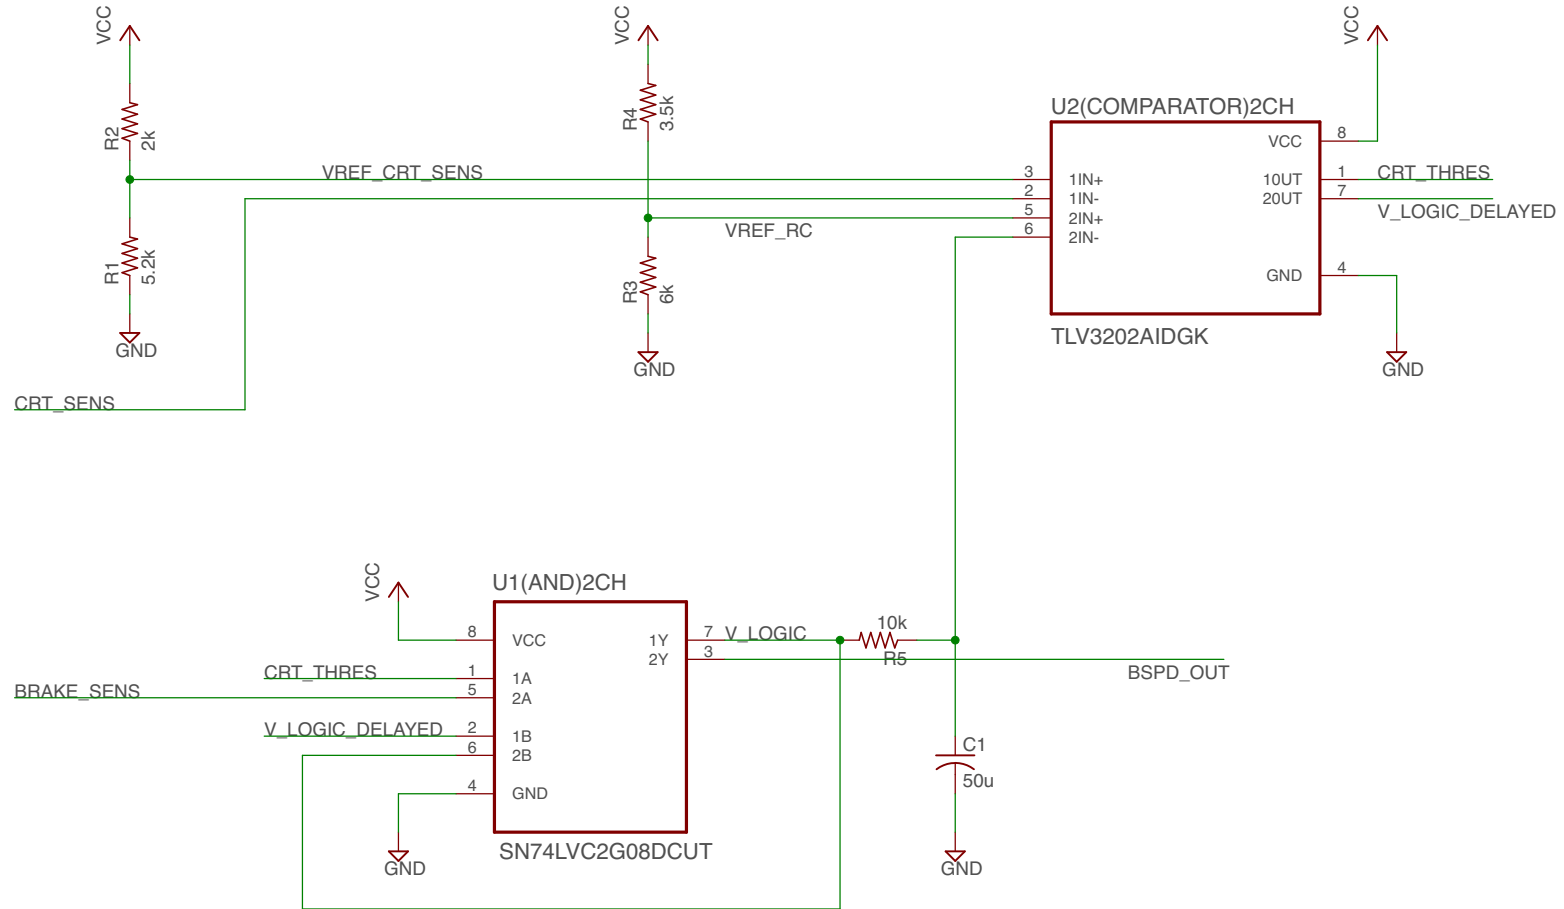 VCC
VCC
VCC
R2
2k
R4
3.5k
U2(COMPARATOR)2CH
VCC
8
VREF_CRT_SENS
3
1IN+
10UT
1
CRT_THRES
2
1IN-
20UT
7
V_LOGIC_DELAYED
5
2IN+
VREF_RC
6
2IN-
R1
5.2k
R3
6k
GND
4
GND
TLV3202AIDGK
GND
GND
CRT_SENS
VCC
U1(AND)2CH
8
VCC
1Y
7
V_LOGIC
10k
R5
2Y
3
BSPD_OUT
CRT_THRES
1
1A
BRAKE_SENS
5
2A
V_LOGIC_DELAYED
2
1B
6
2B
4
GND
C1
50u
SN74LVC2G08DCUT
GND
GND